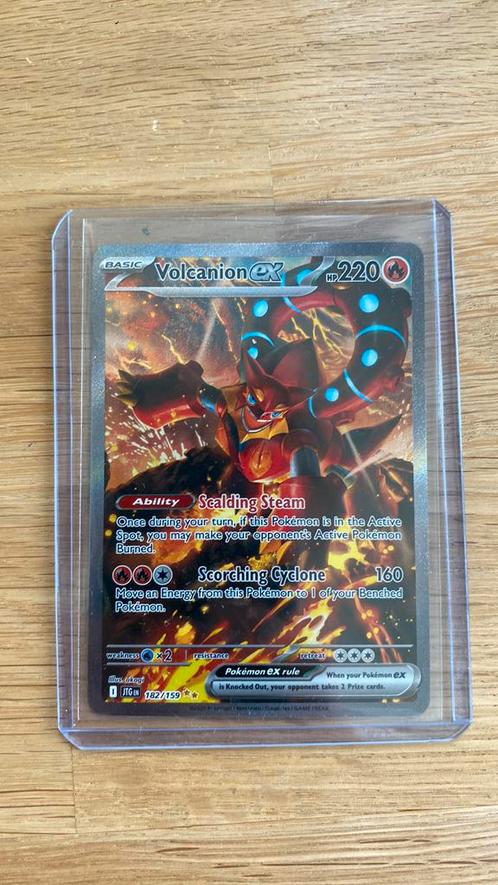 BASIC Volcanion ex HP 220
Ability Scalding Steam
Once during your turn, if this Pokémon is in the Active
Spot, you may make your opponent's Active Pokémon
Burned.
Scorching Cyclone 160
Move an Energy from this Pokémon to 1 of your Benched
Pokémon.
weakness ×2 resistance retreat
Illus. akagi
Pokémon ex rule When your Pokémon ex
is Knocked Out, your opponent takes 2 Prize cards.
I JTG EN 182/159